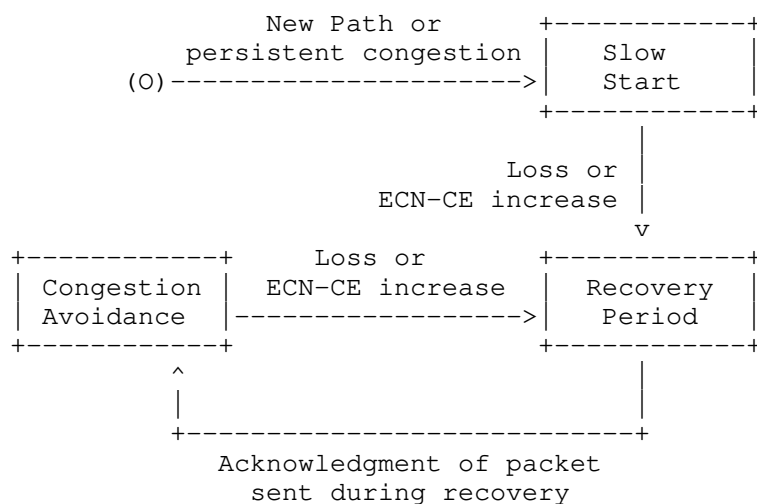 New Path or
persistent congestion
Slow
(O)
Start
Loss or
ECN-CE increase
Loss or
Congestion
ECN-CE increase
Recovery
Avoidance
Period
Acknowledgment of packet
sent during recovery